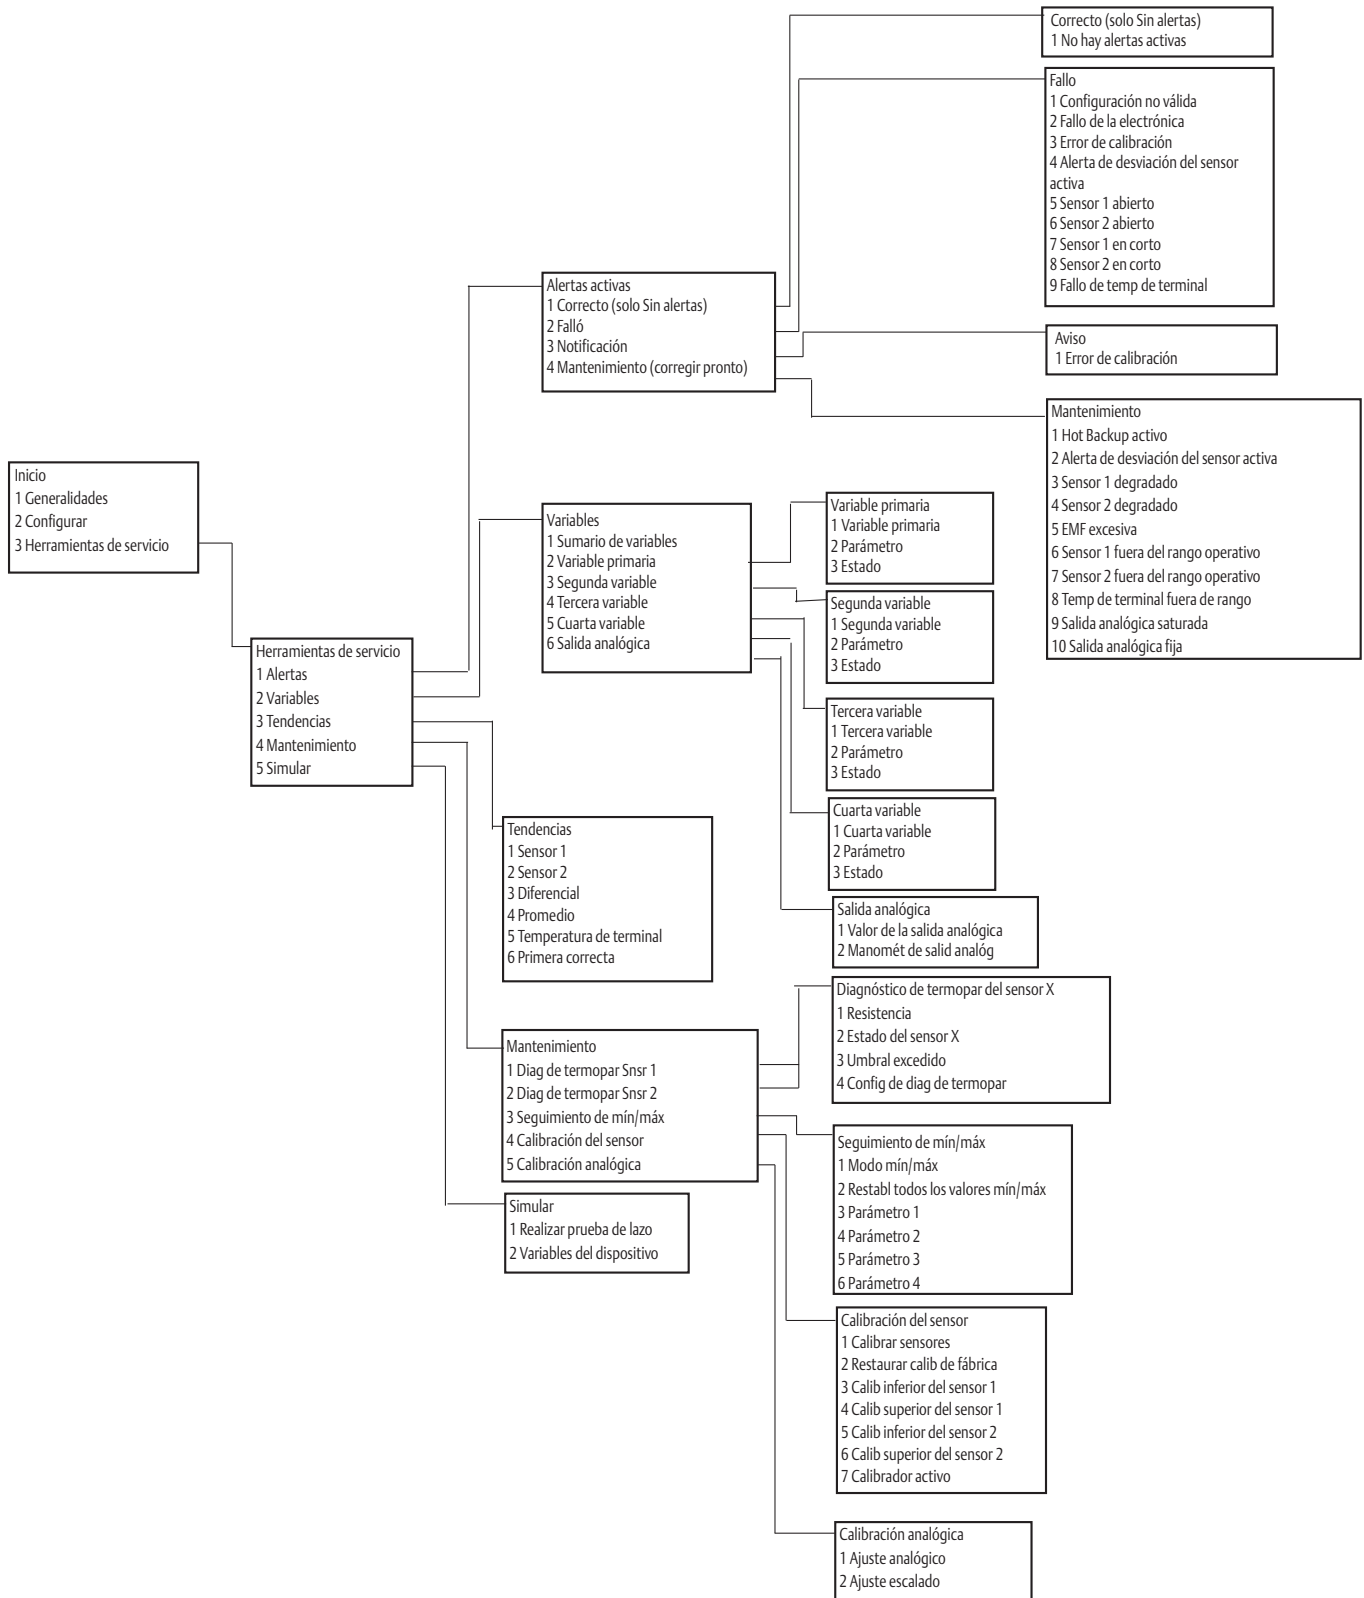 Correcto (solo Sin alertas)
1 No hay alertas activas
Fallo
1 Configuración no válida
2 Fallo de la electrónica
3 Error de calibración
4 Alerta de desviación del sensor
activa
5 Sensor 1 abierto
6 Sensor 2 abierto
7 Sensor 1 en corto
8 Sensor 2 en corto
9 Fallo de temp de terminal
Alertas activas
1 Correcto (solo Sin alertas)
2 Falló
3 Notificación
4 Mantenimiento (corregir pronto)
Aviso
1 Error de calibración
Mantenimiento
1 Hot Backup activo
2 Alerta de desviación del sensor activa
3 Sensor 1 degradado
4 Sensor 2 degradado
5 EMF excesiva
6 Sensor 1 fuera del rango operativo
7 Sensor 2 fuera del rango operativo
8 Temp de terminal fuera de rango
9 Salida analógica saturada
10 Salida analógica fija
Inicio
1 Generalidades
2 Configurar
3 Herramientas de servicio
Variables
1 Sumario de variables
2 Variable primaria
3 Segunda variable
4 Tercera variable
5 Cuarta variable
6 Salida analógica
Variable primaria
1 Variable primaria
2 Parámetro
3 Estado
Segunda variable
1 Segunda variable
2 Parámetro
3 Estado
Herramientas de servicio
1 Alertas
2 Variables
3 Tendencias
4 Mantenimiento
5 Simular
Tercera variable
1 Tercera variable
2 Parámetro
3 Estado
Cuarta variable
1 Cuarta variable
2 Parámetro
3 Estado
Tendencias
1 Sensor 1
2 Sensor 2
3 Diferencial
4 Promedio
5 Temperatura de terminal
6 Primera correcta
Salida analógica
1 Valor de la salida analógica
2 Manomét de salid analóg
Diagnóstico de termopar del sensor X
1 Resistencia
2 Estado del sensor X
3 Umbral excedido
4 Config de diag de termopar
Mantenimiento
1 Diag de termopar Snsr 1
2 Diag de termopar Snsr 2
3 Seguimiento de mín/máx
4 Calibración del sensor
5 Calibración analógica
Seguimiento de mín/máx
1 Modo mín/máx
2 Restabl todos los valores mín/máx
3 Parámetro 1
4 Parámetro 2
5 Parámetro 3
6 Parámetro 4
Simular
1 Realizar prueba de lazo
2 Variables del dispositivo
Calibración del sensor
1 Calibrar sensores
2 Restaurar calib de fábrica
3 Calib inferior del sensor 1
4 Calib superior del sensor 1
5 Calib inferior del sensor 2
6 Calib superior del sensor 2
7 Calibrador activo
Calibración analógica
1 Ajuste analógico
2 Ajuste escalado